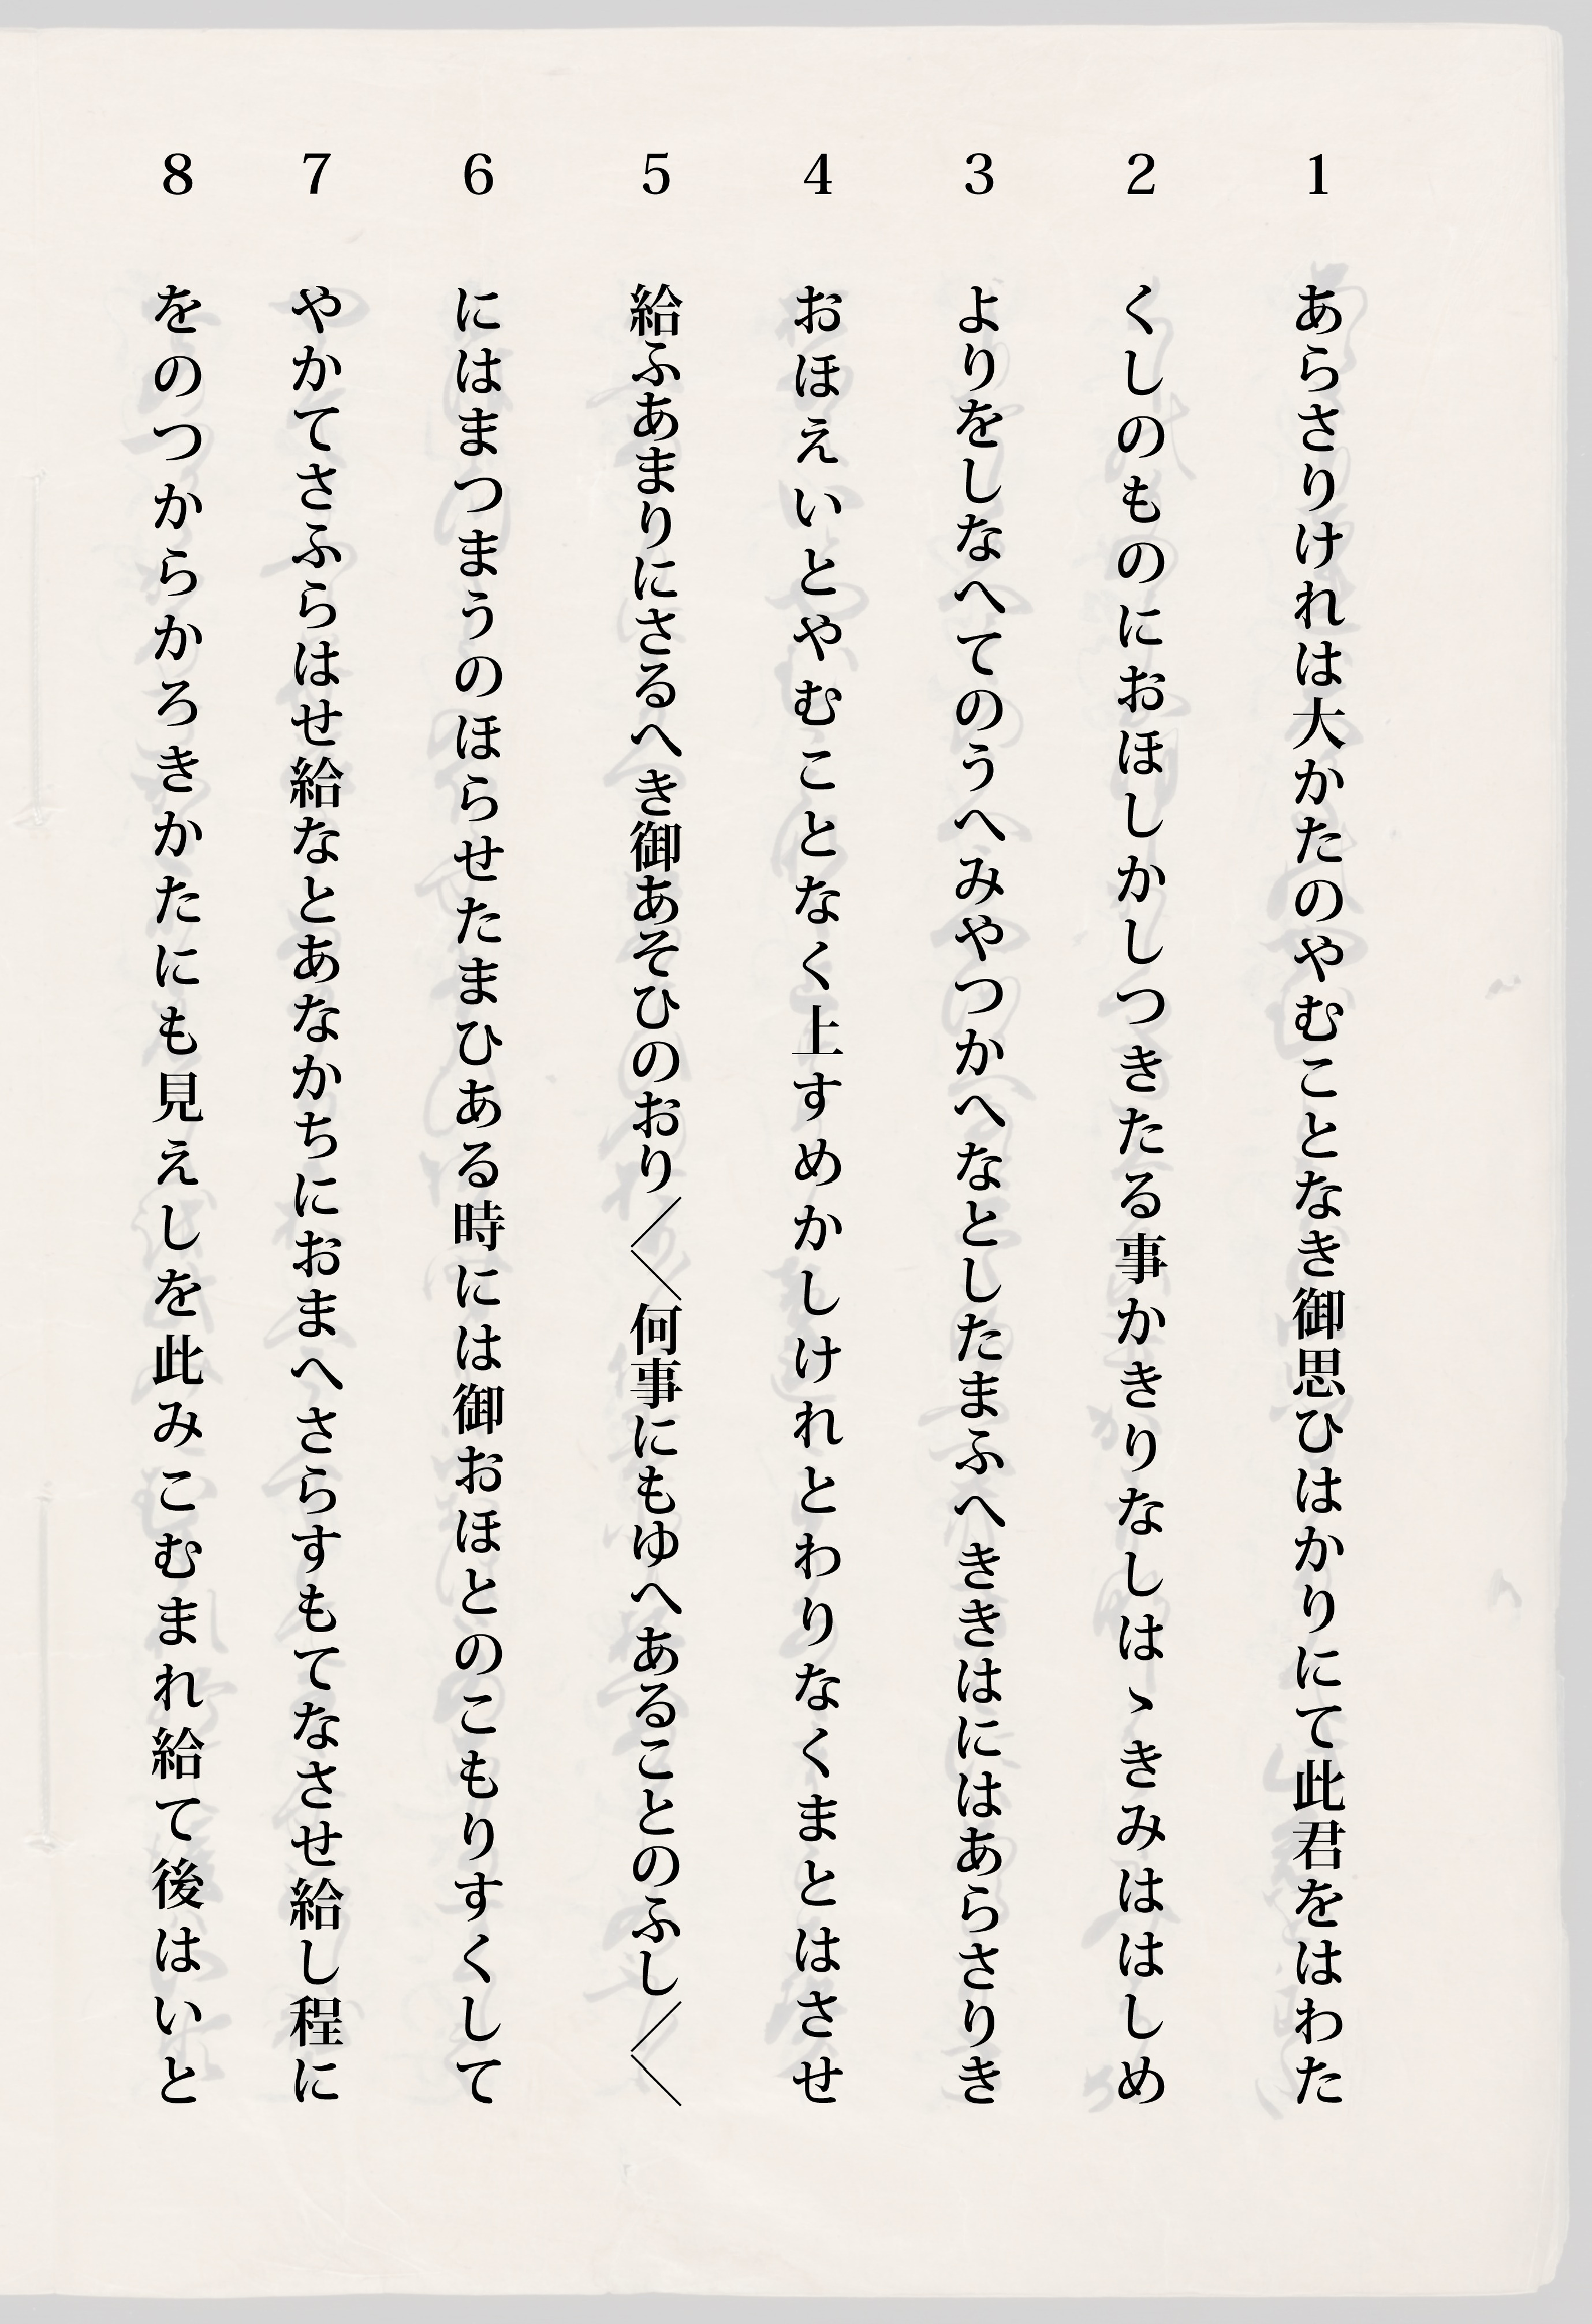 1 あらさりけれは大かたのやむことなき御思ひはかりにて此君をはわた
2 くしのものにおほしかしつきたる事かきりなしはゝきみははしめ
3 よりをしなへてのうへみやつかへなとしたまふへききはにはあらさりき
4 おほえいとやむことなく上すめかしけれとわりなくまとはさせ
5 給ふあまりにさるへき御あそひのおり〳〵何事にもゆへあることのふし〳〵
6 にはまつまうのほらせたまひある時には御おほとのこもりすくして
7 やかてさふらはせ給なとあなかちにおまへさらすもてなさせ給し程に
8 をのつからかろきかたにも見えしを此みこむまれ給て後はいと